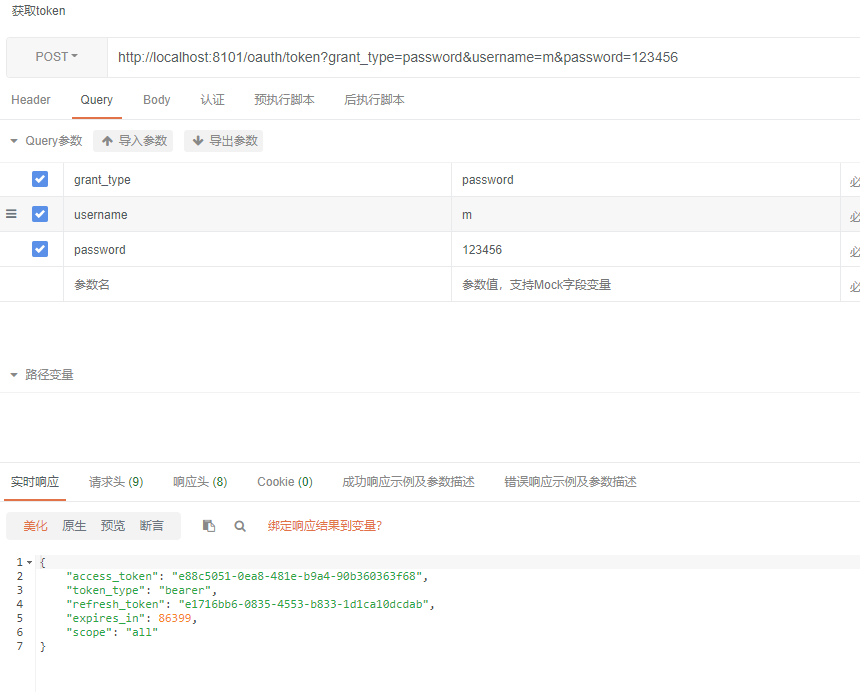 获取token
POST http://localhost:8101/oauth/token?grant_type=password&username=m&password=123456
Header Query Body 认证 预执行脚本 后执行脚本
Query参数 导入参数 导出参数
grant_type password
username m
password 123456
参数名 参数值，支持Mock字段变量
路径变量
实时响应 请求头 (9) 响应头 (8) Cookie (0) 成功响应示例及参数描述 错误响应示例及参数描述
美化 原生 预览 断言 绑定响应结果到变量?
1 {
2 "access_token": "e88c5051-0ea8-481e-b9a4-90b360363f68",
3 "token_type": "bearer",
4 "refresh_token": "e1716bb6-0835-4553-b833-1d1ca10dcdab",
5 "expires_in": 86399,
6 "scope": "all"
7 }